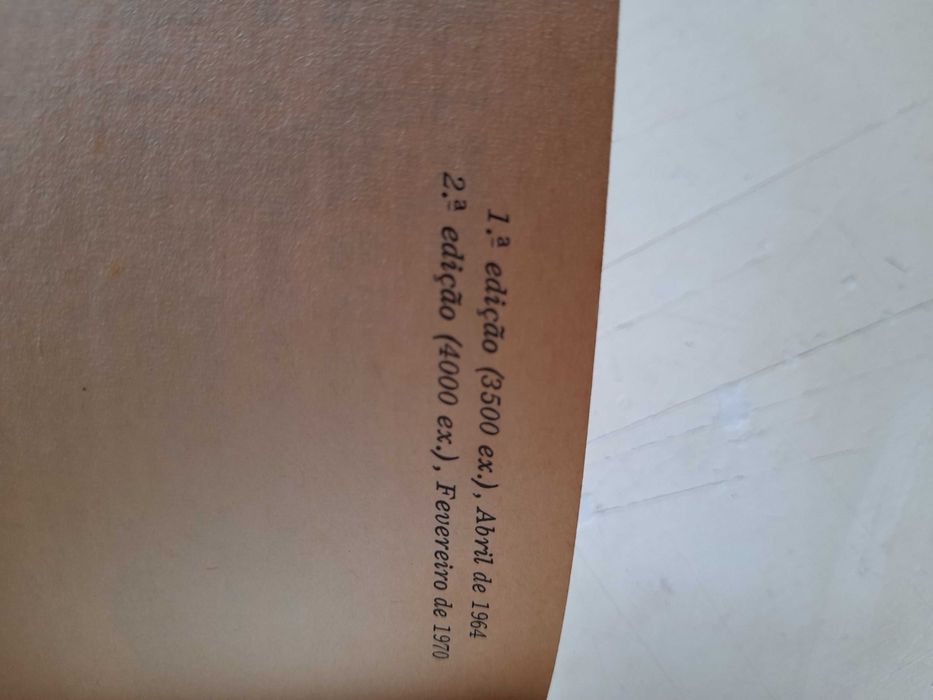 1.ª edição (3500 ex.), Abril de 1964
2.ª edição (4000 ex.), Fevereiro de 1970